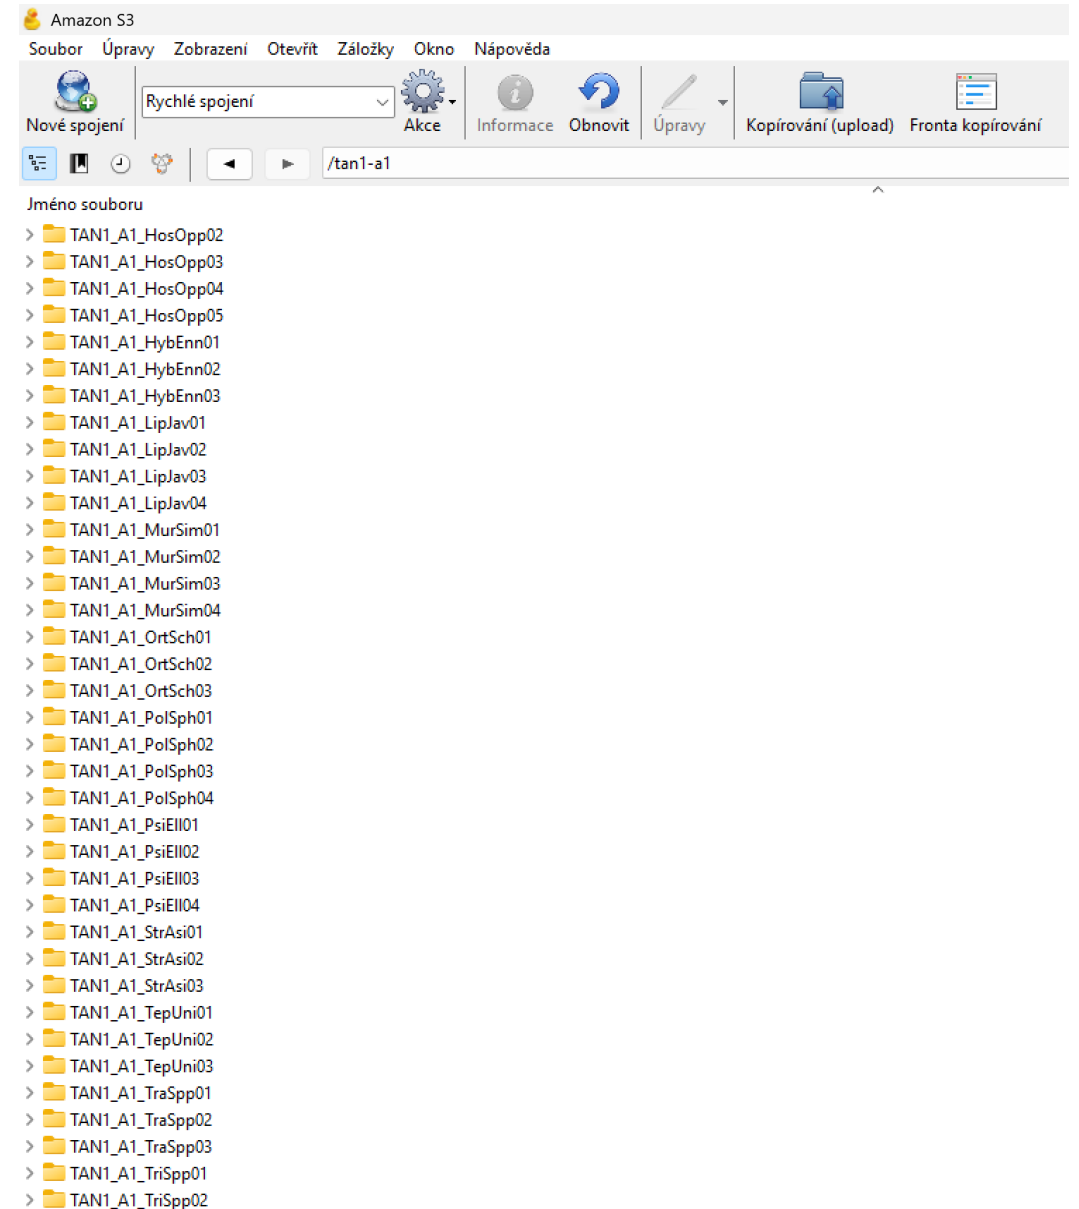 Amazon S3
Soubor Úpravy Zobrazení Otevřít Záložky Okno Nápověda
Nové spojení Rychlé spojení Akce Informace Obnovit Úpravy Kopírování (upload) Fronta kopírování
/tan1-a1
Jméno souboru
TAN1_A1_HosOpp02
TAN1_A1_HosOpp03
TAN1_A1_HosOpp04
TAN1_A1_HosOpp05
TAN1_A1_HybEnn01
TAN1_A1_HybEnn02
TAN1_A1_HybEnn03
TAN1_A1_LipJav01
TAN1_A1_LipJav02
TAN1_A1_LipJav03
TAN1_A1_LipJav04
TAN1_A1_MurSim01
TAN1_A1_MurSim02
TAN1_A1_MurSim03
TAN1_A1_MurSim04
TAN1_A1_OrtSch01
TAN1_A1_OrtSch02
TAN1_A1_OrtSch03
TAN1_A1_PolSph01
TAN1_A1_PolSph02
TAN1_A1_PolSph03
TAN1_A1_PolSph04
TAN1_A1_PsiEll01
TAN1_A1_PsiEll02
TAN1_A1_PsiEll03
TAN1_A1_PsiEll04
TAN1_A1_StrAsi01
TAN1_A1_StrAsi02
TAN1_A1_StrAsi03
TAN1_A1_TepUni01
TAN1_A1_TepUni02
TAN1_A1_TepUni03
TAN1_A1_TraSpp01
TAN1_A1_TraSpp02
TAN1_A1_TraSpp03
TAN1_A1_TriSpp01
TAN1_A1_TriSpp02